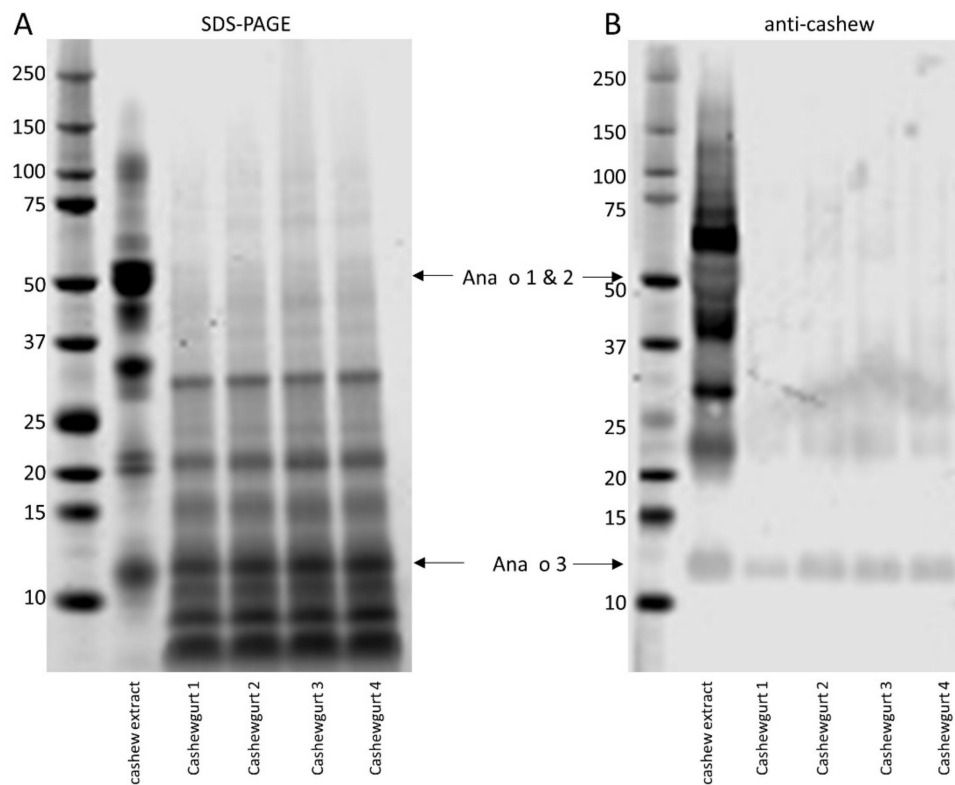 A
SDS-PAGE
250
150
100
75
50
37
25
20
15
10
cashew extract
Cashewgurt 1
Cashewgurt 2
Cashewgurt 3
Cashewgurt 4
Ana o 1 & 2
Ana o 3
B
anti-cashew
250
150
100
75
50
37
25
20
15
10
cashew extract
Cashewgurt 1
Cashewgurt 2
Cashewgurt 3
Cashewgurt 4